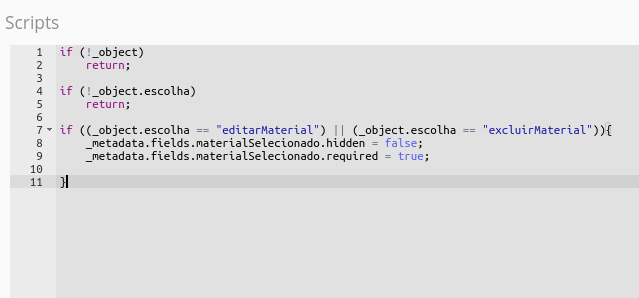 Scripts
1 if (!_object)
2     return;
3
4 if (!_object.escolha)
5     return;
6
7 if ((_object.escolha == "editarMaterial") || (_object.escolha == "excluirMaterial")){
8     _metadata.fields.materialSelecionado.hidden = false;
9     _metadata.fields.materialSelecionado.required = true;
10
11 }